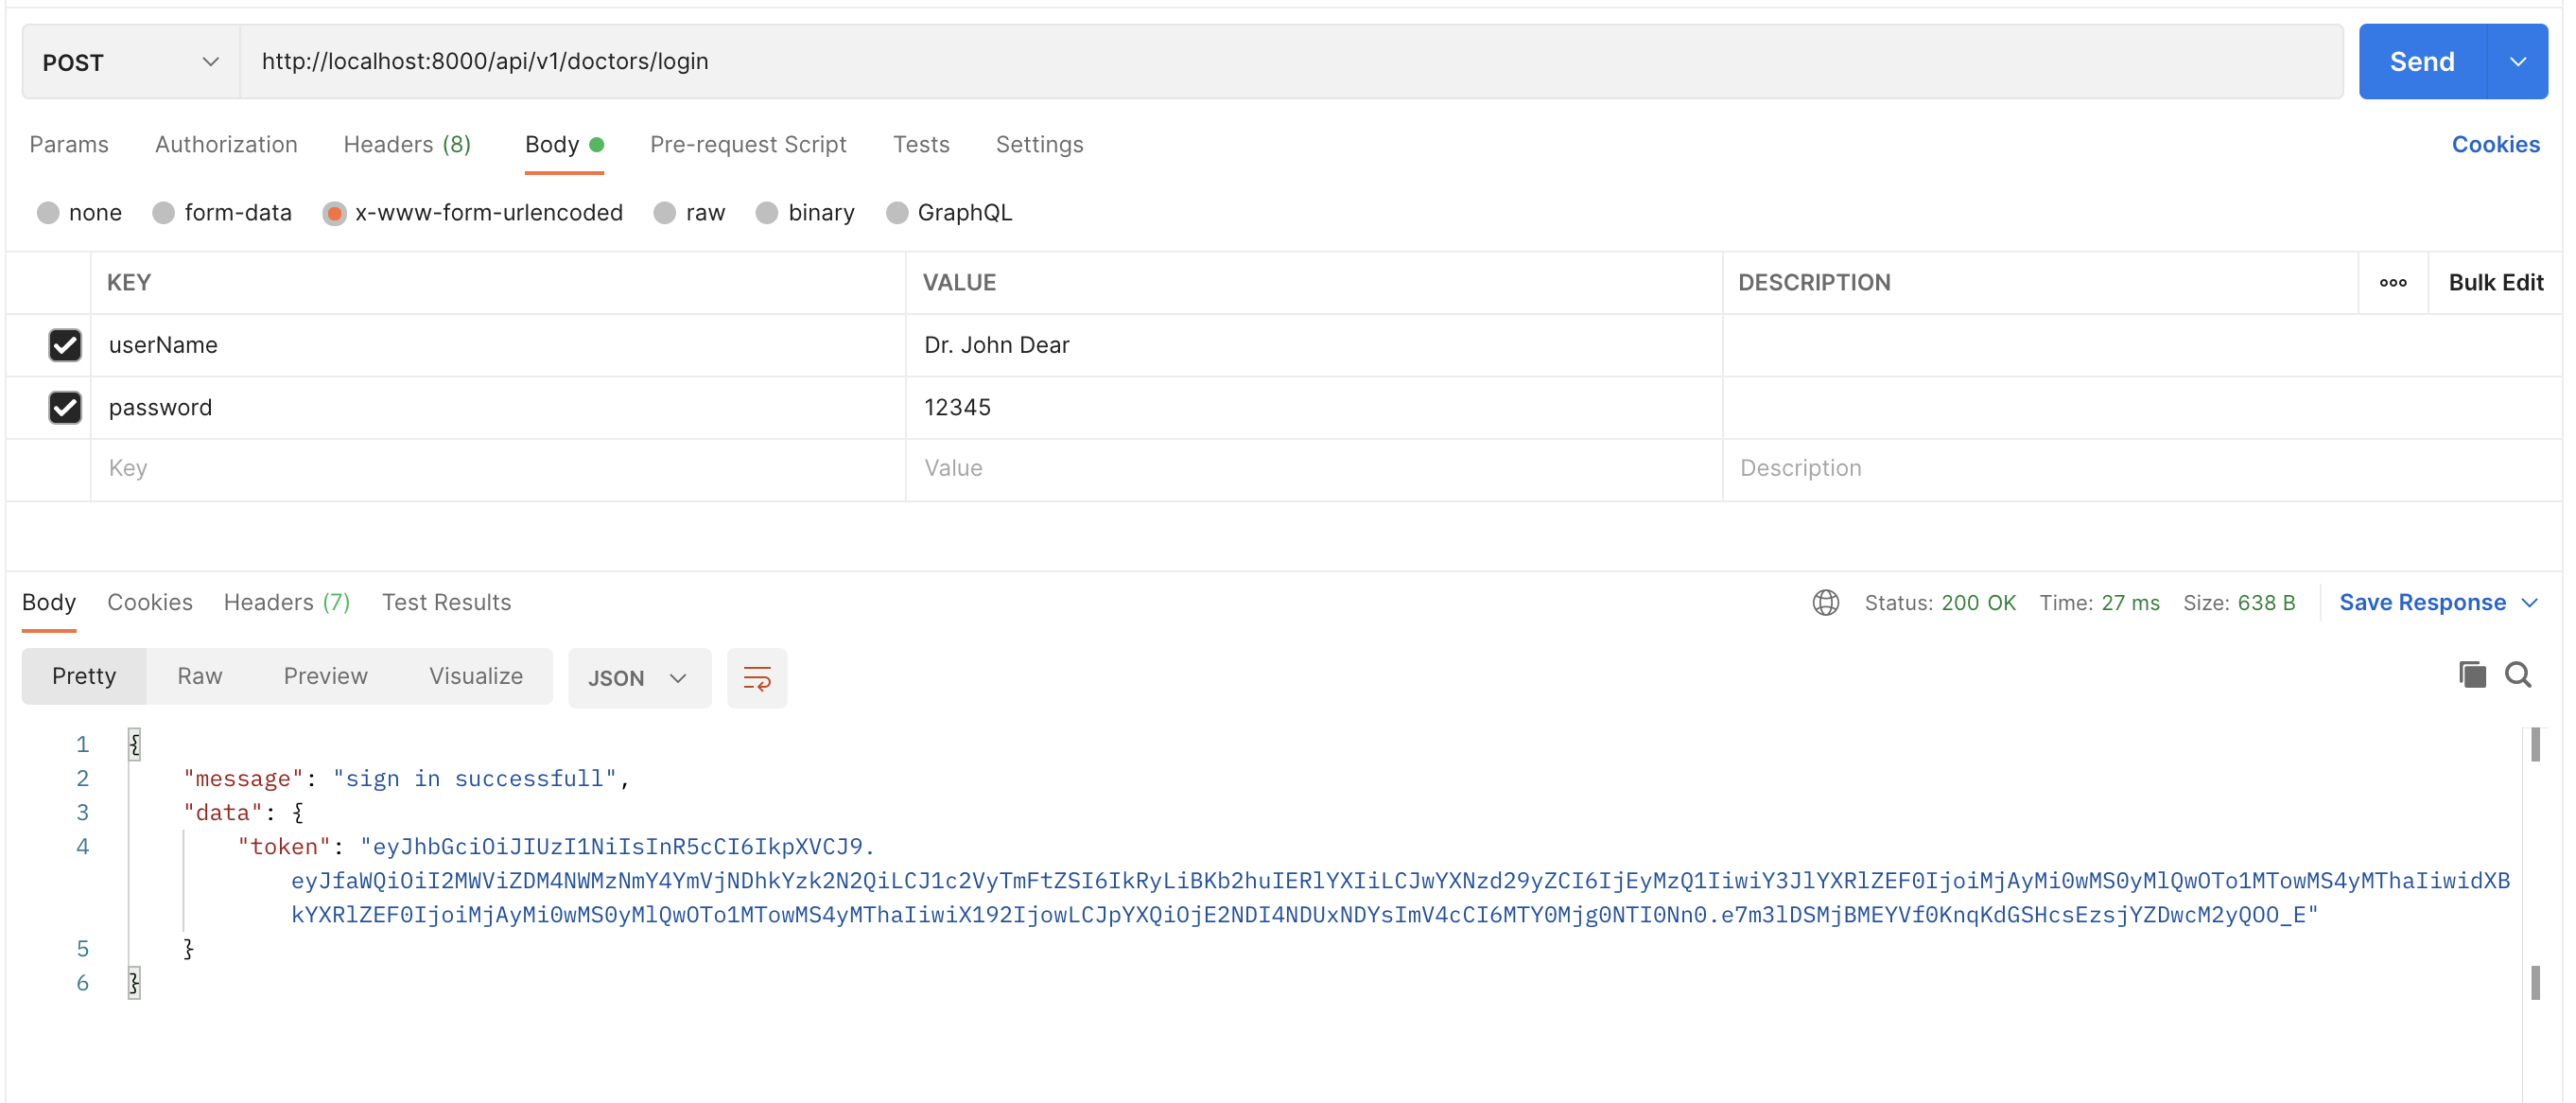 POST http://localhost:8000/api/v1/doctors/login Send
Params Authorization Headers (8) Body Pre-request Script Tests Settings Cookies
none form-data x-www-form-urlencoded raw binary GraphQL
KEY VALUE DESCRIPTION ooo Bulk Edit
userName Dr. John Dear
password 12345
Key Value Description
Body Cookies Headers (7) Test Results Status: 200 OK Time: 27 ms Size: 638 B Save Response
Pretty Raw Preview Visualize JSON
1 {
2 "message": "sign in successfull",
3 "data": {
4 "token": "eyJhbGciOiJIUzI1NiIsInR5cCI6IkpXVCJ9.
eyJfaWQiOiI2MWViZDM4NWMzNmY4YmVjNDhkYzk2N2QiLCJ1c2VyTmFtZSI6IkRyLiBKb2huIERlYXIiLCJwYXNzd29yZCI6IjEyMzQ1IiwiY3JlYXRlZEF0IjoiMjAyMi0wMS0yMlQwOTo1MTowMS4yMThaIiwidXB
kYXRlZEF0IjoiMjAyMi0wMS0yMlQwOTo1MTowMS4yMThaIiwiX192IjowLCJpYXQiOjE2NDI4NDUxNDYsImV4cCI6MTY0Mjg0NTI0Nn0.e7m3lDSMjBMEYVf0KnqKdGSHcsEzsjYZDwcM2yQOO_E"
5 }
6 }